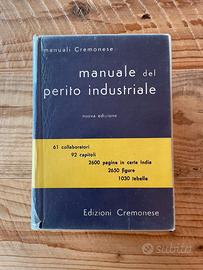 manuali Cremonese
manuale del
perito industriale
nuova edizione
61 collaboratori
92 capitoli
2600 pagine in carta India
2650 figure
1030 tabelle
Edizioni Cremonese
subito